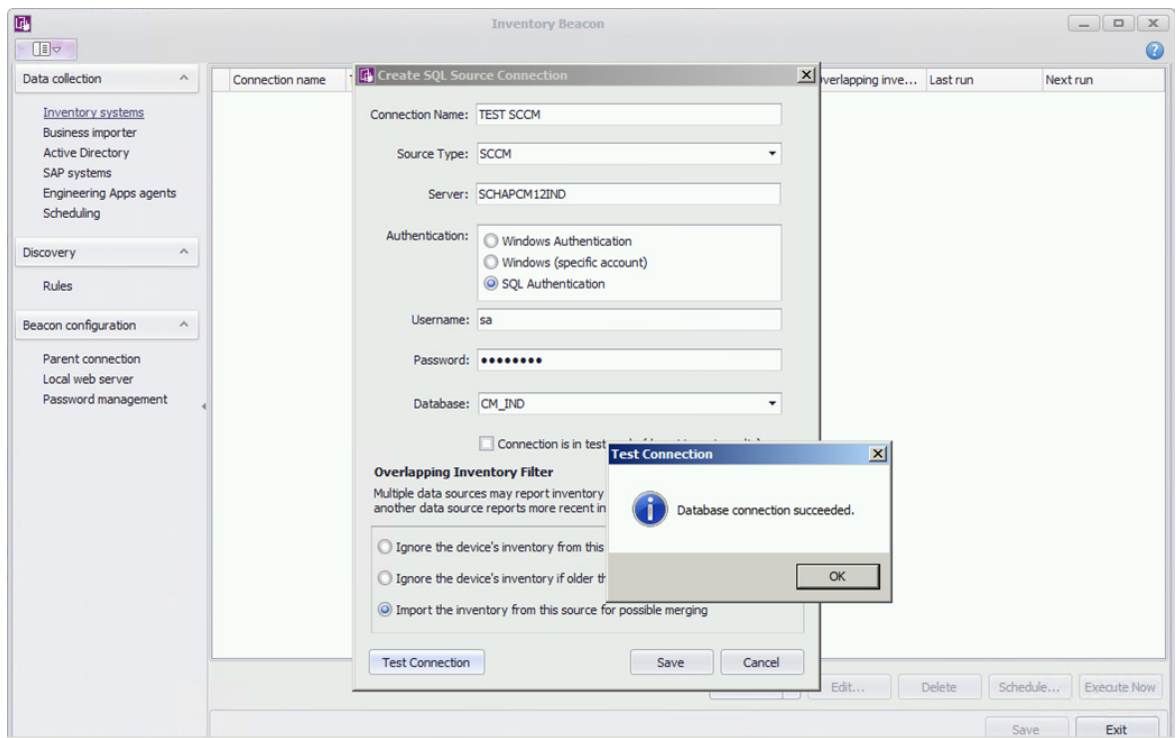 Inventory Beacon
Data collection
Inventory systems
Business importer
Active Directory
SAP systems
Engineering Apps agents
Scheduling
Discovery
Rules
Beacon configuration
Parent connection
Local web server
Password management
Connection name
verlapping inve... Last run Next run
Create SQL Source Connection
Connection Name: TEST SCCM
Source Type: SCCM
Server: SCHAPCM12IND
Authentication:
Windows Authentication
Windows (specific account)
SQL Authentication
Username: sa
Password: ●●●●●●●●
Database: CM_IND
Connection is in test
Overlapping Inventory Filter
Multiple data sources may report inventory
another data source reports more recent in
Ignore the device's inventory from this
Ignore the device's inventory if older th
Import the inventory from this source for possible merging
Test Connection Save Cancel
Test Connection
Database connection succeeded.
OK
Edit... Delete Schedule... Execute Now
Save Exit